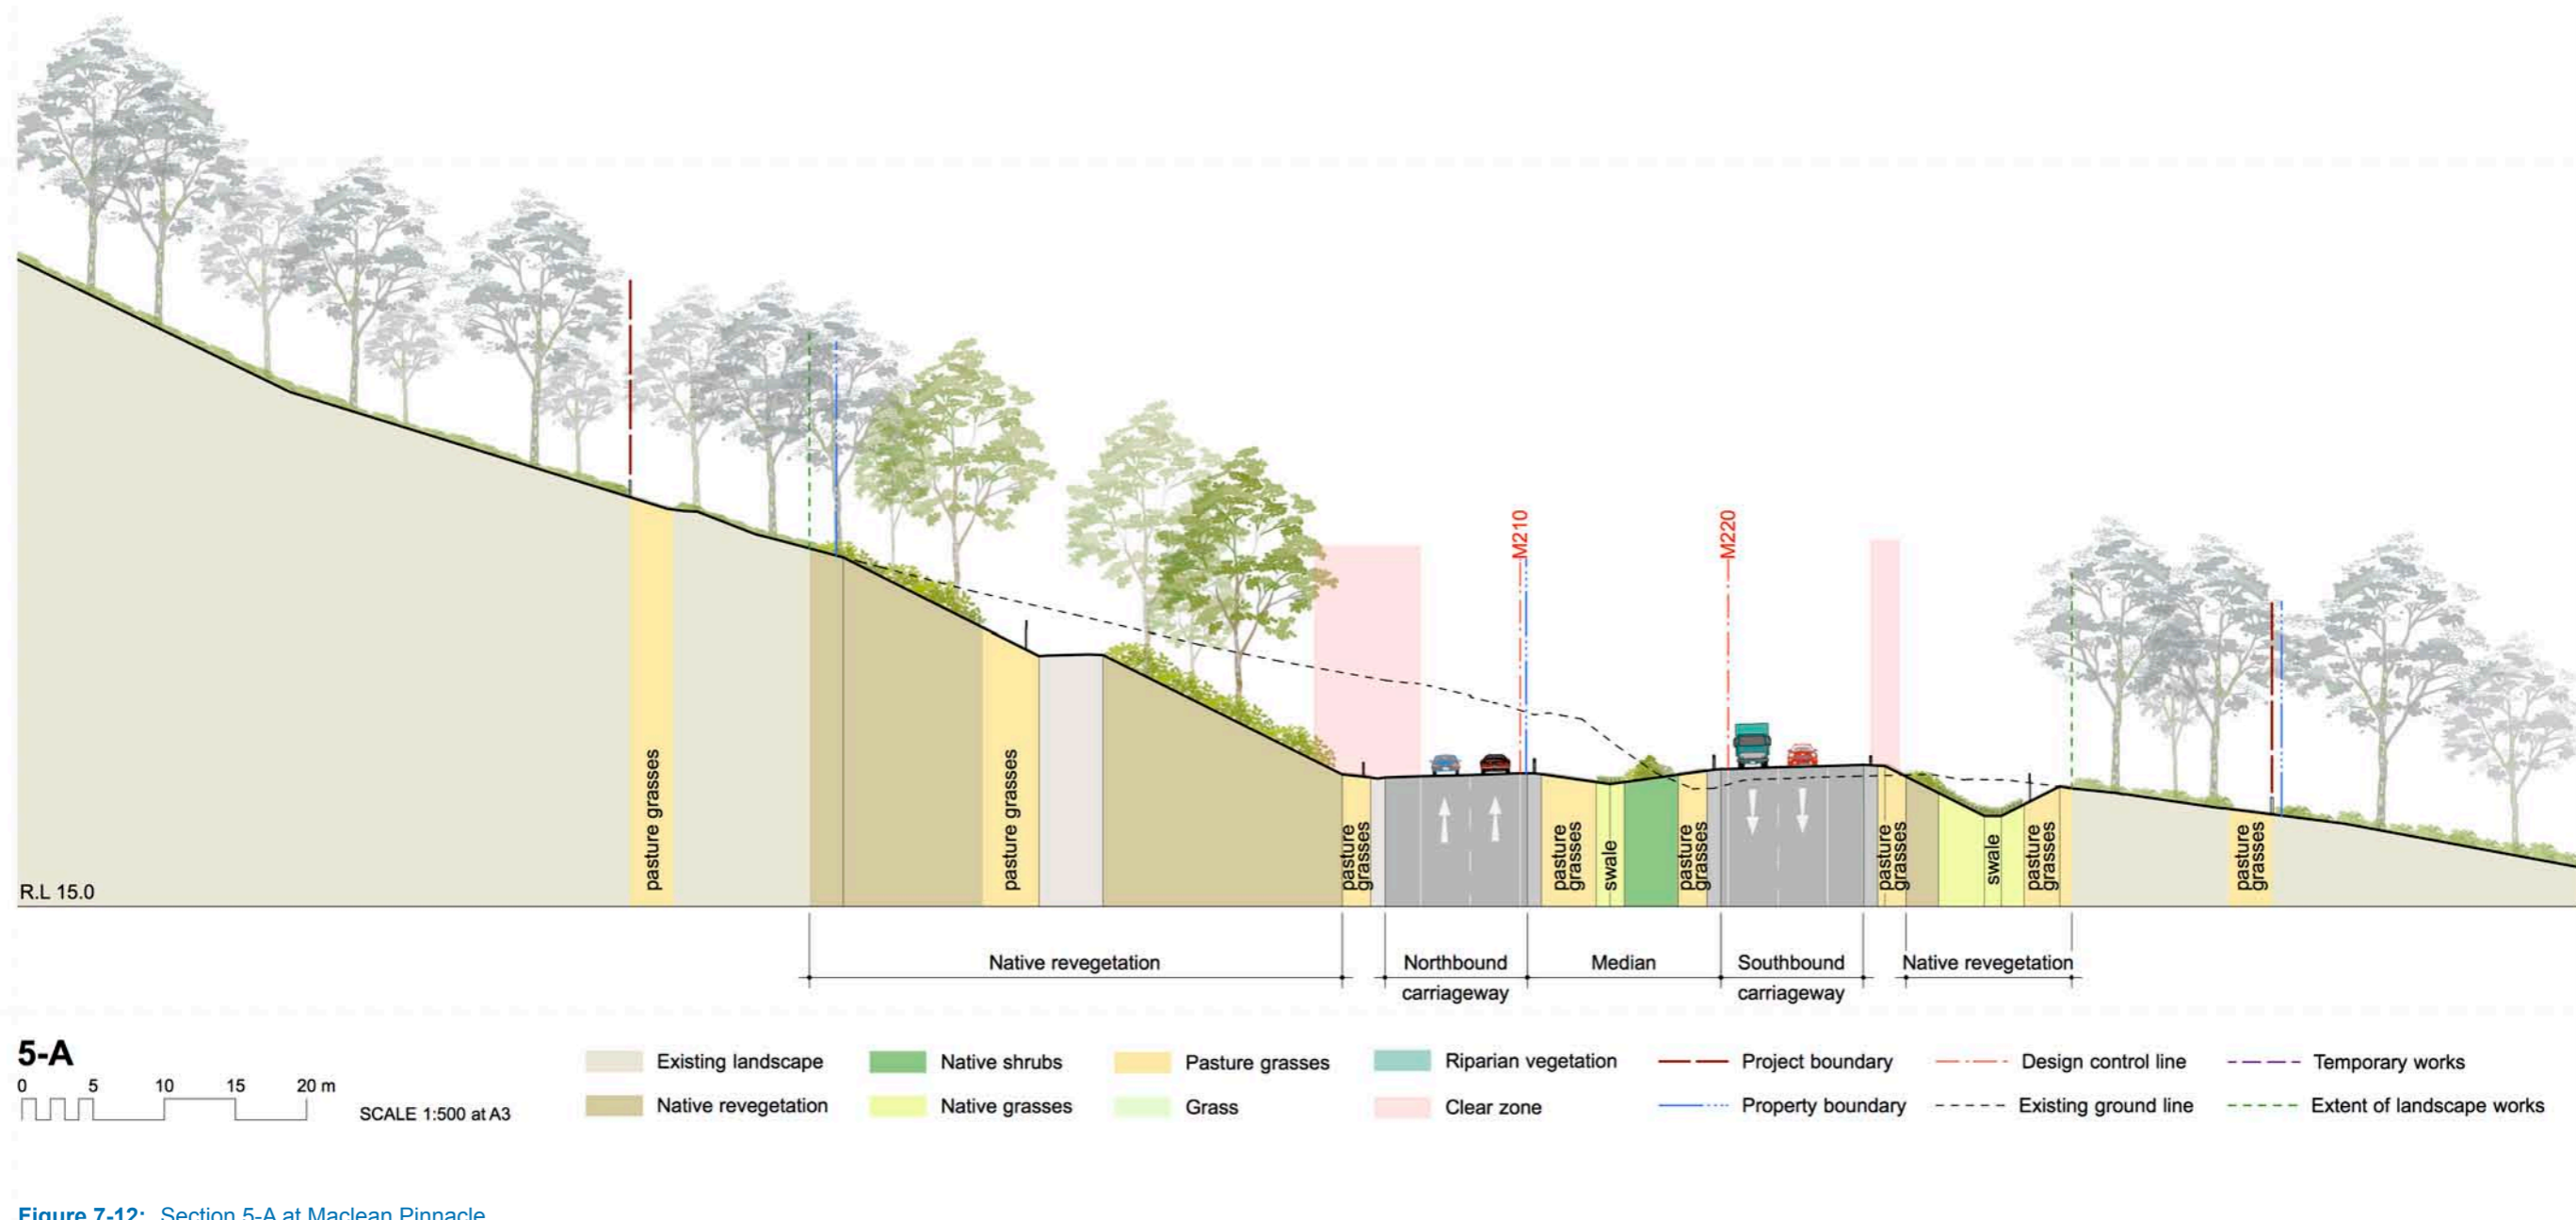 M210
M220
pasture grasses
pasture grasses
pasture
grasses
pasture
grasses
swale
pasture
grasses
pasture
grasses
swale
pasture
grasses
pasture
grasses
R.L 15.0
Native revegetation
Northbound
carriageway
Median
Southbound
carriageway
Native revegetation
5-A
0 5 10 15 20 m
SCALE 1:500 at A3
Existing landscape
Native revegetation
Native shrubs
Native grasses
Pasture grasses
Grass
Riparian vegetation
Clear zone
Project boundary
Property boundary
Design control line
Existing ground line
Temporary works
Extent of landscape works
Figure 7-12: Section 5-A at Maclean Pinnacle